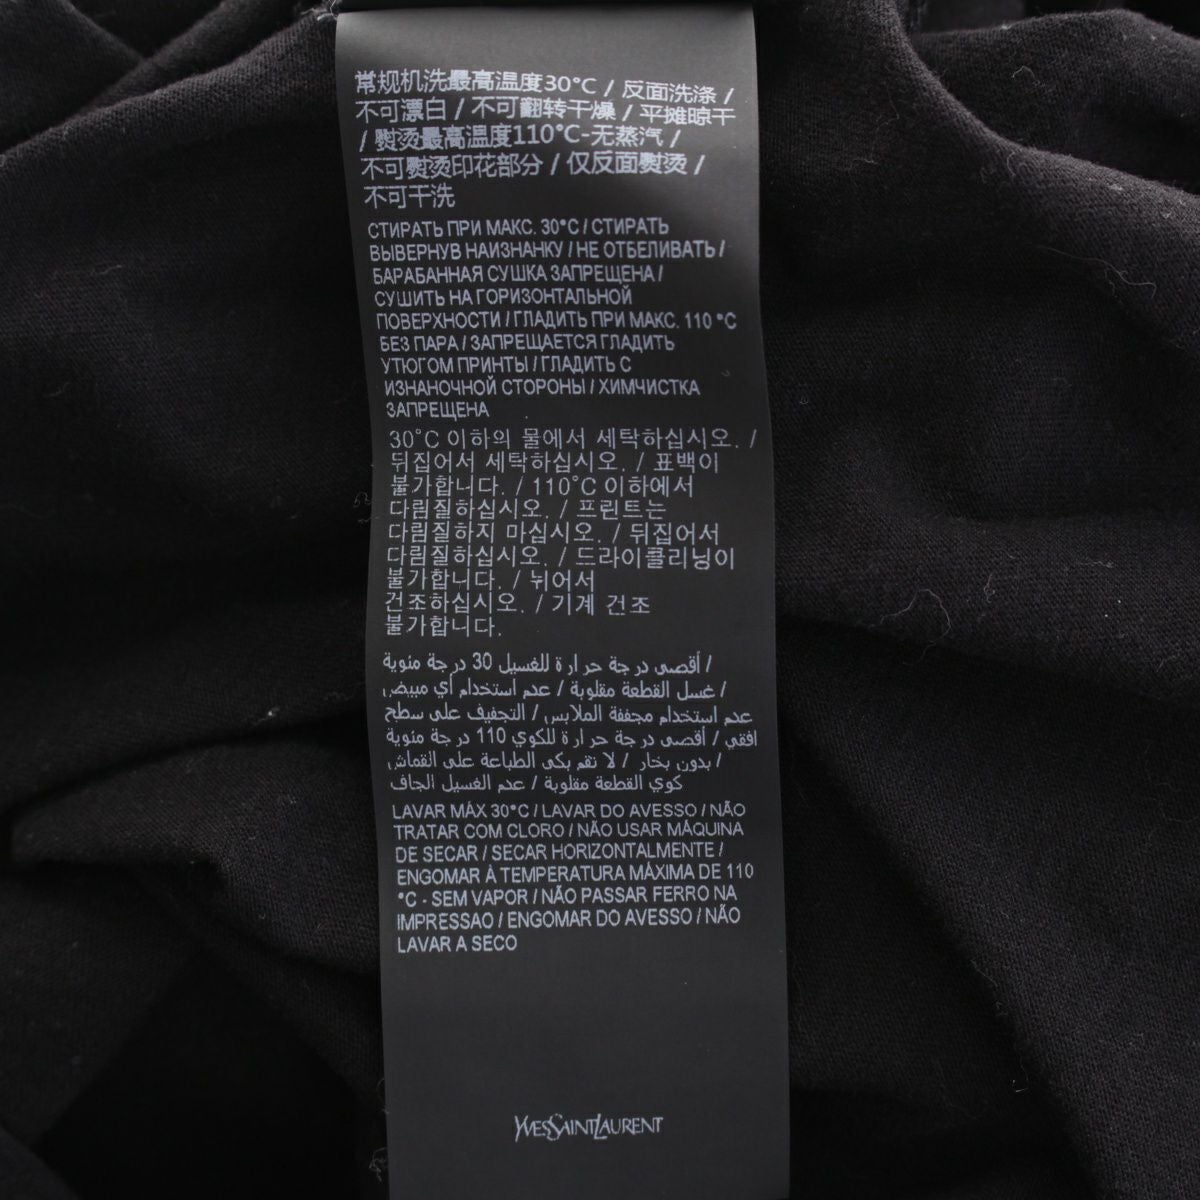 常规机洗最高温度30°C / 反面洗涤 /
不可漂白 / 不可翻转干燥 / 平摊晾干
/ 熨烫最高温度110°C-无蒸汽 /
不可熨烫印花部分 / 仅反面熨烫 /
不可干洗
СТИРАТЬ ПРИ МАКС. 30°C / СТИРАТЬ
ВЫВЕРНУВ НАИЗНАНКУ / НЕ ОТБЕЛИВАТЬ /
БАРАБАННАЯ СУШКА ЗАПРЕЩЕНА /
СУШИТЬ НА ГОРИЗОНТАЛЬНОЙ
ПОВЕРХНОСТИ / ГЛАДИТЬ ПРИ МАКС. 110 °C
БЕЗ ПАРА / ЗАПРЕЩАЕТСЯ ГЛАДИТЬ
УТЮГОМ ПРИНТЫ / ГЛАДИТЬ С
ИЗНАНОЧНОЙ СТОРОНЫ / ХИМЧИСТКА
ЗАПРЕЩЕНА
30°C 이하의 물에서 세탁하십시오. /
뒤집어서 세탁하십시오. / 표백이
불가합니다. / 110°C 이하에서
다림질하십시오. / 프린트는
다림질하지 마십시오. / 뒤집어서
다림질하십시오. / 드라이클리닝이
불가합니다. / 뉘어서
건조하십시오. / 기계 건조
불가합니다.
/ أقصى درجة حرارة للغسيل 30 درجة مئوية
/ غسل القطعة مقلوبة / عدم استخدام أي مبيض
عدم استخدام مجففة الملابس / التجفيف على سطح
افقي / أقصى درجة حرارة للكوي 110 درجة مئوية
/ بدون بخار / لا تقم بكى الطباعة على القماش
كوي القطعة مقلوبة / عدم الغسيل الجاف
LAVAR MÁX 30°C / LAVAR DO AVESSO / NÃO
TRATAR COM CLORO / NÃO USAR MÁQUINA
DE SECAR / SECAR HORIZONTALMENTE /
ENGOMAR À TEMPERATURA MÁXIMA DE 110
°C - SEM VAPOR / NÃO PASSAR FERRO NA
IMPRESSAO / ENGOMAR DO AVESSO / NÃO
LAVAR A SECO
YVESSAINTLAURENT